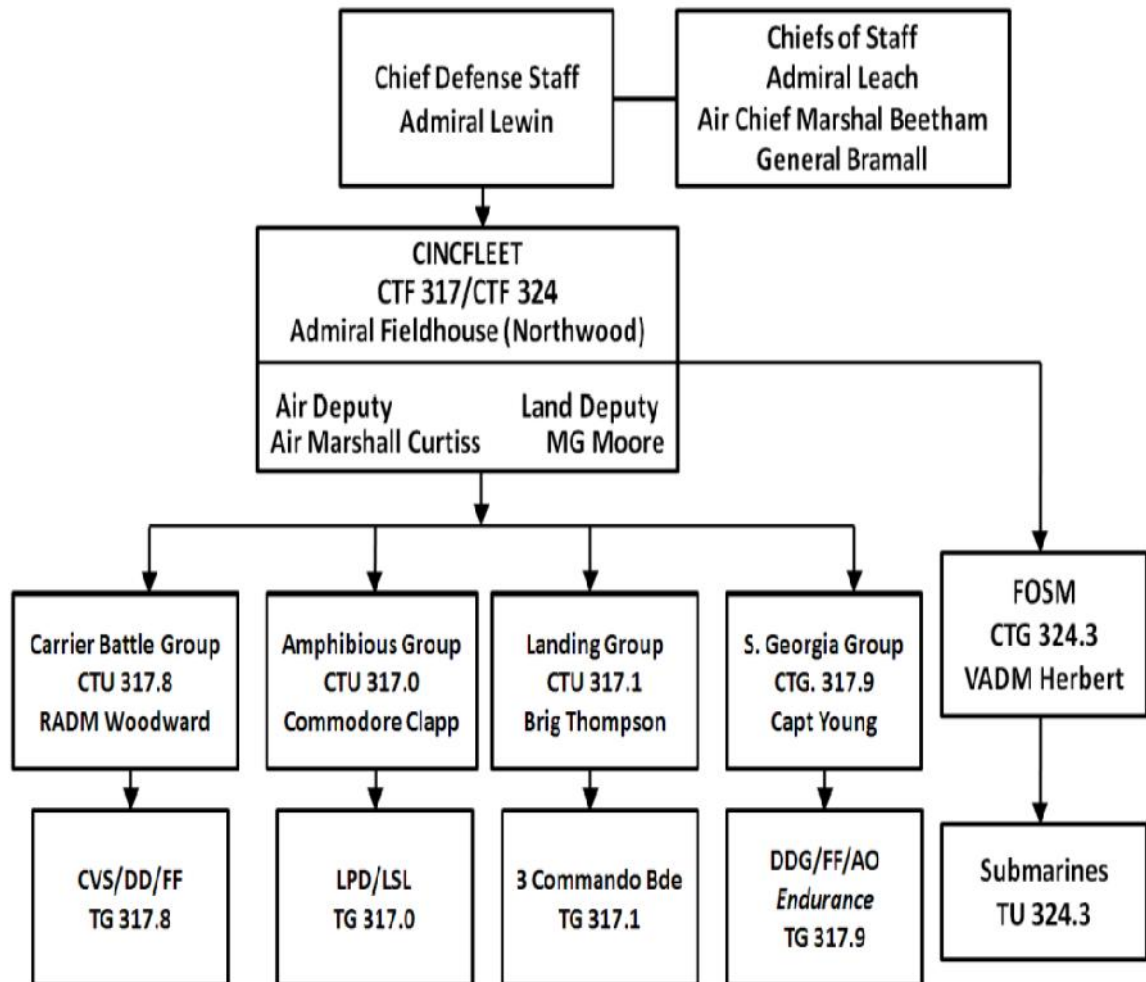 Chief Defense Staff
Admiral Lewin
Chiefs of Staff
Admiral Leach
Air Chief Marshal Beetham
General Bramall
CINCFLEET
CTF 317/CTF 324
Admiral Fieldhouse (Northwood)
Air Deputy
Air Marshall Curtiss
Land Deputy
MG Moore
Carrier Battle Group
CTU 317.8
RADM Woodward
Amphibious Group
CTU 317.0
Commodore Clapp
Landing Group
CTU 317.1
Brig Thompson
S. Georgia Group
CTG. 317.9
Capt Young
FOSM
CTG 324.3
VADM Herbert
CVS/DD/FF
TG 317.8
LPD/LSL
TG 317.0
3 Commando Bde
TG 317.1
DDG/FF/AO
Endurance
TG 317.9
Submarines
TU 324.3